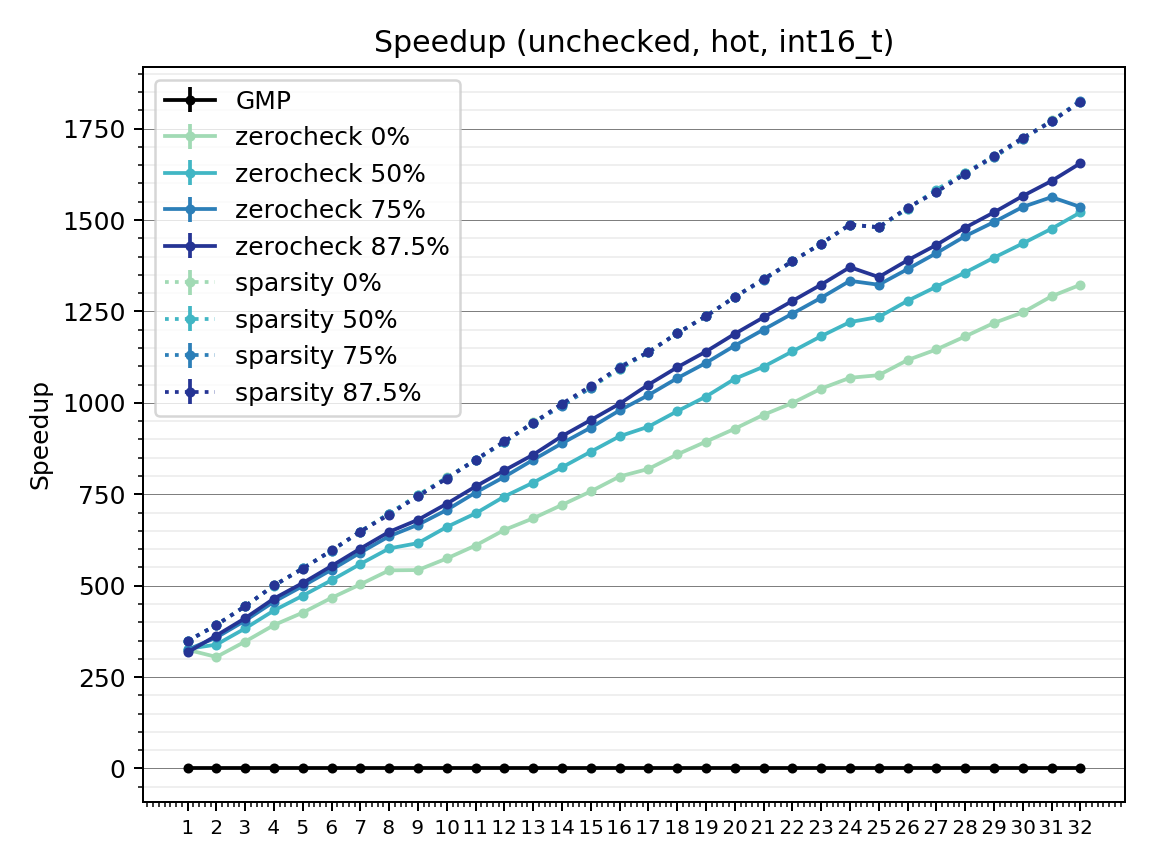 Speedup (unchecked, hot, int16_t)
GMP
zerocheck 0%
zerocheck 50%
zerocheck 75%
zerocheck 87.5%
sparsity 0%
sparsity 50%
sparsity 75%
sparsity 87.5%
Speedup
1750
1500
1250
1000
750
500
250
0
1 2 3 4 5 6 7 8 9 10 11 12 13 14 15 16 17 18 19 20 21 22 23 24 25 26 27 28 29 30 31 32